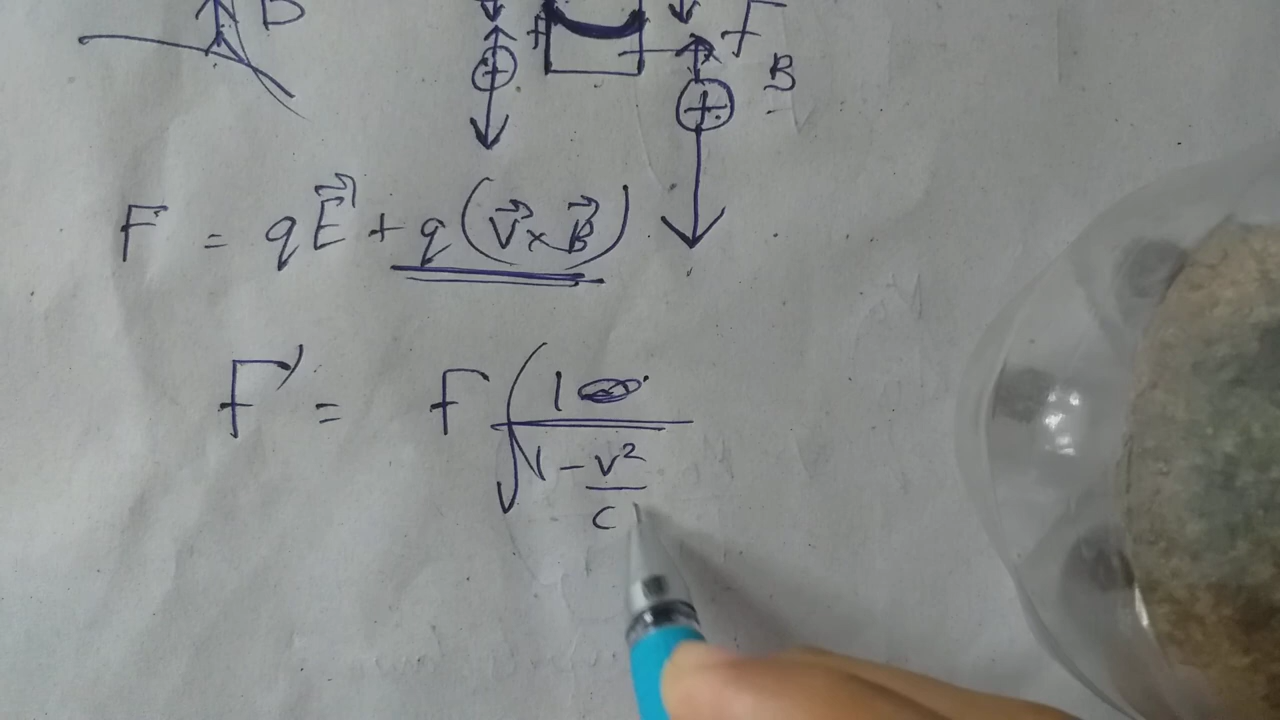 B
F
B
F = qE⃗ + q(V⃗ × B⃗)
F' = F (1
√1 - v²
c